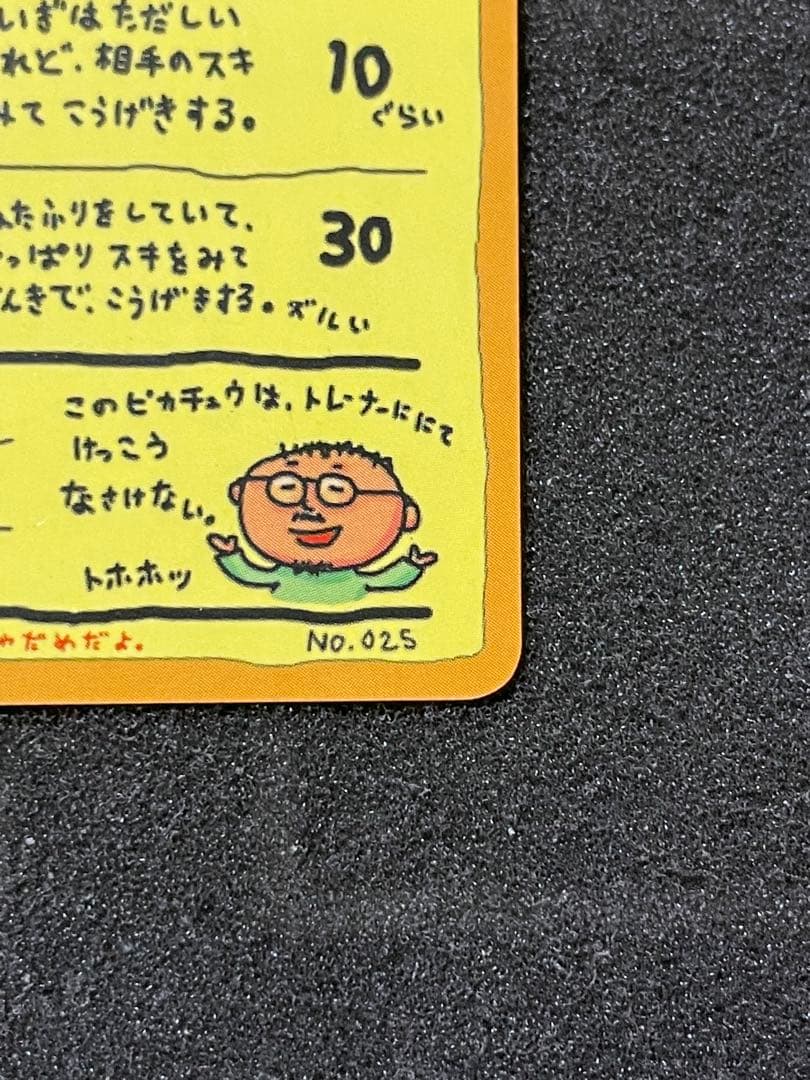 いぎはただしい
れど、相手のスキ
みて こうげきする。
10
ぐらい
たふりをしていて、
っぱり スキをみて
んきで、こうげきする。ズルい
30
このピカチュウは、トレーナーににて
けっこう
なさけない。
トホホッ
ゃだめだよ。
No.025